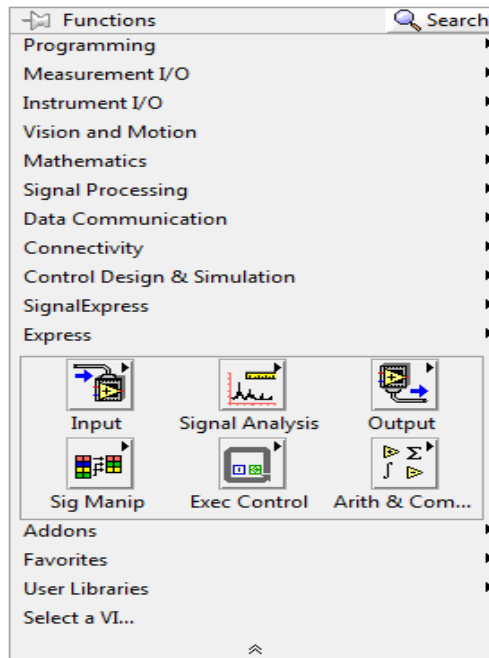 Functions Search
Programming
Measurement I/O
Instrument I/O
Vision and Motion
Mathematics
Signal Processing
Data Communication
Connectivity
Control Design & Simulation
SignalExpress
Express
Input Signal Analysis Output
Sig Manip Exec Control Arith & Com...
Addons
Favorites
User Libraries
Select a VI...